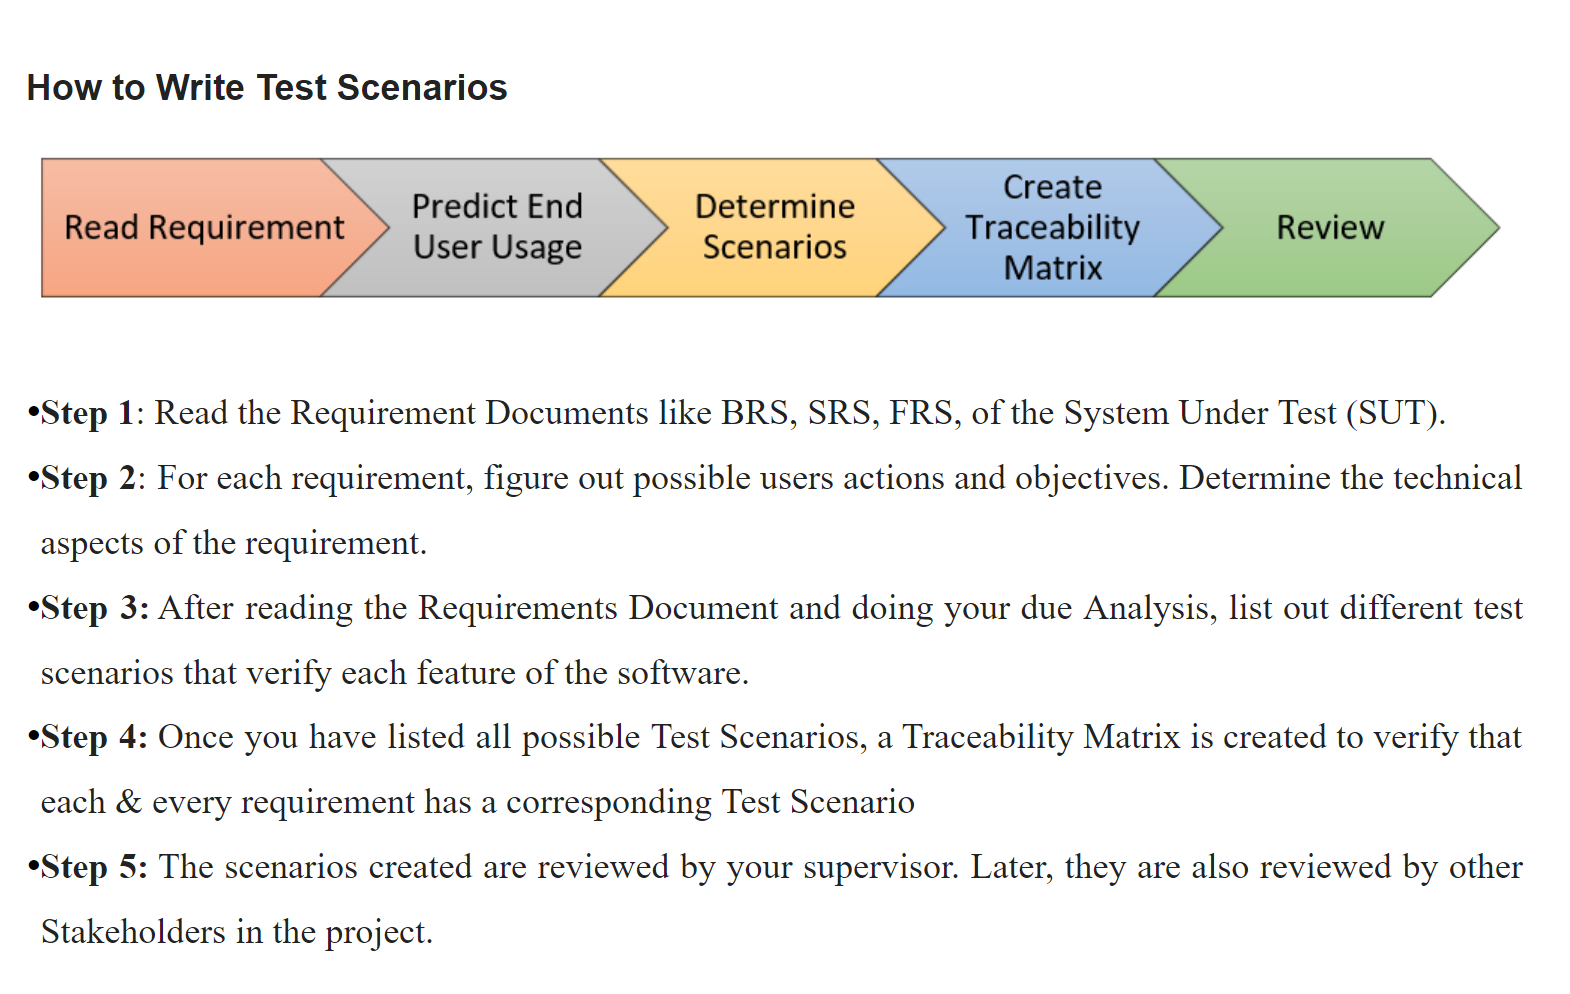 How to Write Test Scenarios
Read Requirement
Predict End
User Usage
Determine
Scenarios
Create
Traceability
Matrix
Review
•Step 1: Read the Requirement Documents like BRS, SRS, FRS, of the System Under Test (SUT).
•Step 2: For each requirement, figure out possible users actions and objectives. Determine the technical
aspects of the requirement.
•Step 3: After reading the Requirements Document and doing your due Analysis, list out different test
scenarios that verify each feature of the software.
•Step 4: Once you have listed all possible Test Scenarios, a Traceability Matrix is created to verify that
each & every requirement has a corresponding Test Scenario
•Step 5: The scenarios created are reviewed by your supervisor. Later, they are also reviewed by other
Stakeholders in the project.